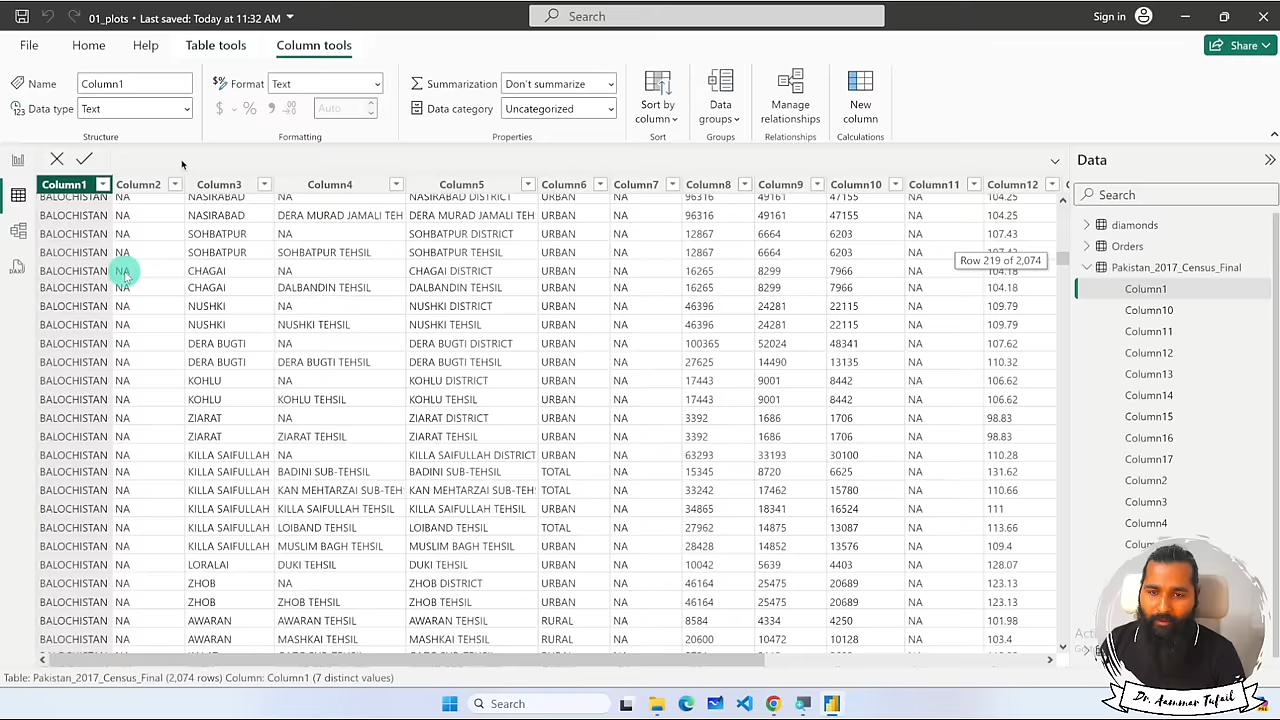 01_plots • Last saved: Today at 11:32 AM
Search
Sign in
File Home Help Table tools Column tools
Share
Name Column1
Format Text
Summarization Don't summarize
Data type Text
$ % Auto
Data category Uncategorized
Sort by column
Data groups
Manage relationships
New column
Structure Formatting Properties Sort Groups Relationships Calculations
Data
Search
diamonds
Orders
Pakistan_2017_Census_Final
Column1
Column10
Column11
Column12
Column13
Column14
Column15
Column16
Column17
Column2
Column3
Column4
Column1 Column2 Column3 Column4 Column5 Column6 Column7 Column8 Column9 Column10 Column11 Column12
BALOCHISTAN NA NASIRABAD NA NASIRABAD DISTRICT URBAN NA 96316 49161 47155 NA 104.25
BALOCHISTAN NA NASIRABAD DERA MURAD JAMALI TEH DERA MURAD JAMALI TEH URBAN NA 96316 49161 47155 NA 104.25
BALOCHISTAN NA SOHBATPUR NA SOHBATPUR DISTRICT URBAN NA 12867 6664 6203 NA 107.43
BALOCHISTAN NA SOHBATPUR SOHBATPUR TEHSIL SOHBATPUR TEHSIL URBAN NA 12867 6664 6203 NA 107.43
Row 219 of 2,074
BALOCHISTAN NA CHAGAI NA CHAGAI DISTRICT URBAN NA 16265 8299 7966 NA 104.18
BALOCHISTAN NA CHAGAI DALBANDIN TEHSIL DALBANDIN TEHSIL URBAN NA 16265 8299 7966 NA 104.18
BALOCHISTAN NA NUSHKI NA NUSHKI DISTRICT URBAN NA 46396 24281 22115 NA 109.79
BALOCHISTAN NA NUSHKI NUSHKI TEHSIL NUSHKI TEHSIL URBAN NA 46396 24281 22115 NA 109.79
BALOCHISTAN NA DERA BUGTI NA DERA BUGTI DISTRICT URBAN NA 100365 52024 48341 NA 107.62
BALOCHISTAN NA DERA BUGTI DERA BUGTI TEHSIL DERA BUGTI TEHSIL URBAN NA 27625 14490 13135 NA 110.32
BALOCHISTAN NA KOHLU NA KOHLU DISTRICT URBAN NA 17443 9001 8442 NA 106.62
BALOCHISTAN NA KOHLU KOHLU TEHSIL KOHLU TEHSIL URBAN NA 17443 9001 8442 NA 106.62
BALOCHISTAN NA ZIARAT NA ZIARAT DISTRICT URBAN NA 3392 1686 1706 NA 98.83
BALOCHISTAN NA ZIARAT ZIARAT TEHSIL ZIARAT TEHSIL URBAN NA 3392 1686 1706 NA 98.83
BALOCHISTAN NA KILLA SAIFULLAH NA KILLA SAIFULLAH DISTRICT URBAN NA 63293 33193 30100 NA 110.28
BALOCHISTAN NA KILLA SAIFULLAH BADINI SUB-TEHSIL BADINI SUB-TEHSIL TOTAL NA 15345 8720 6625 NA 131.62
BALOCHISTAN NA KILLA SAIFULLAH KAN MEHTARZAI SUB-TEH KAN MEHTARZAI SUB-TEH TOTAL NA 33242 17462 15780 NA 110.66
BALOCHISTAN NA KILLA SAIFULLAH KILLA SAIFULLAH TEHSIL KILLA SAIFULLAH TEHSIL URBAN NA 34865 18341 16524 NA 111
BALOCHISTAN NA KILLA SAIFULLAH LOIBAND TEHSIL LOIBAND TEHSIL TOTAL NA 27962 14875 13087 NA 113.66
BALOCHISTAN NA KILLA SAIFULLAH MUSLIM BAGH TEHSIL MUSLIM BAGH TEHSIL URBAN NA 28428 14852 13576 NA 109.4
BALOCHISTAN NA LORALAI DUKI TEHSIL DUKI TEHSIL URBAN NA 10042 5639 4403 NA 128.07
BALOCHISTAN NA ZHOB NA ZHOB DISTRICT URBAN NA 46164 25475 20689 NA 123.13
BALOCHISTAN NA ZHOB ZHOB TEHSIL ZHOB TEHSIL URBAN NA 46164 25475 20689 NA 123.13
BALOCHISTAN NA AWARAN AWARAN TEHSIL AWARAN TEHSIL RURAL NA 8584 4334 4250 NA 101.98
BALOCHISTAN NA AWARAN MASHKAI TEHSIL MASHKAI TEHSIL RURAL NA 20600 10472 10128 NA 103.4
Table: Pakistan_2017_Census_Final (2,074 rows) Column: Column1 (7 distinct values)
Dr. Aammar Tufail
Search